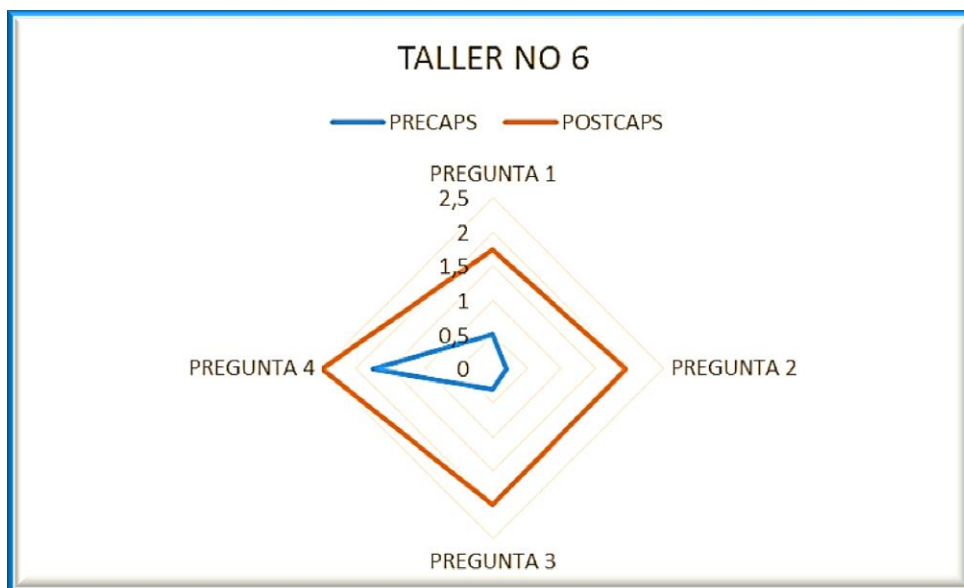 TALLER NO 6
PRECAPS POSTCAPS
PREGUNTA 1
2,5
2
1,5
1
0,5
PREGUNTA 4 0 PREGUNTA 2
PREGUNTA 3